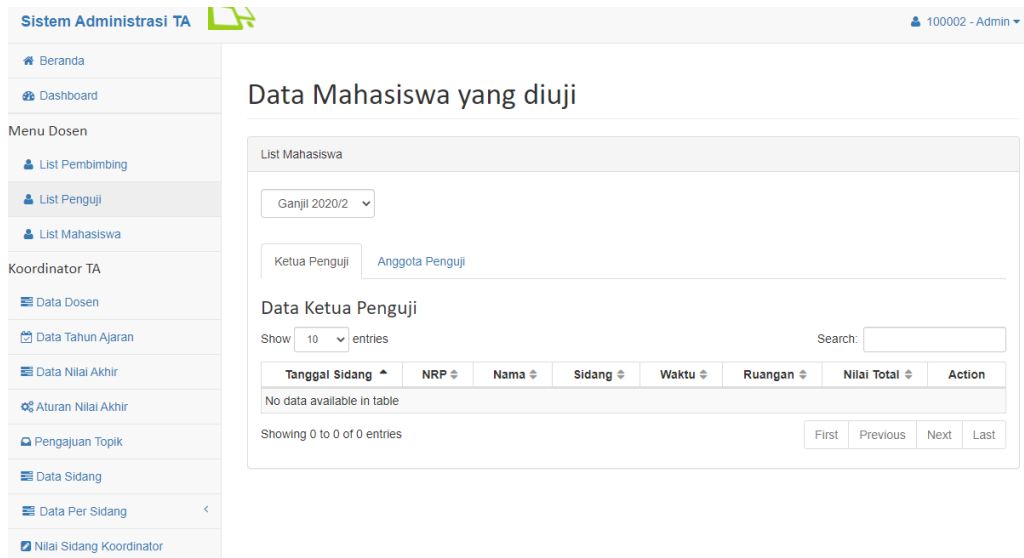 Sistem Administrasi TA
100002 - Admin
Beranda
Dashboard
Menu Dosen
List Pembimbing
List Penguji
List Mahasiswa
Koordinator TA
Data Dosen
Data Tahun Ajaran
Data Nilai Akhir
Aturan Nilai Akhir
Pengajuan Topik
Data Sidang
Data Per Sidang
Nilai Sidang Koordinator
Data Mahasiswa yang diuji
List Mahasiswa
Ganjil 2020/2
Ketua Penguji Anggota Penguji
Data Ketua Penguji
Show 10 entries Search:
Tanggal Sidang NRP Nama Sidang Waktu Ruangan Nilai Total Action
No data available in table
Showing 0 to 0 of 0 entries First Previous Next Last